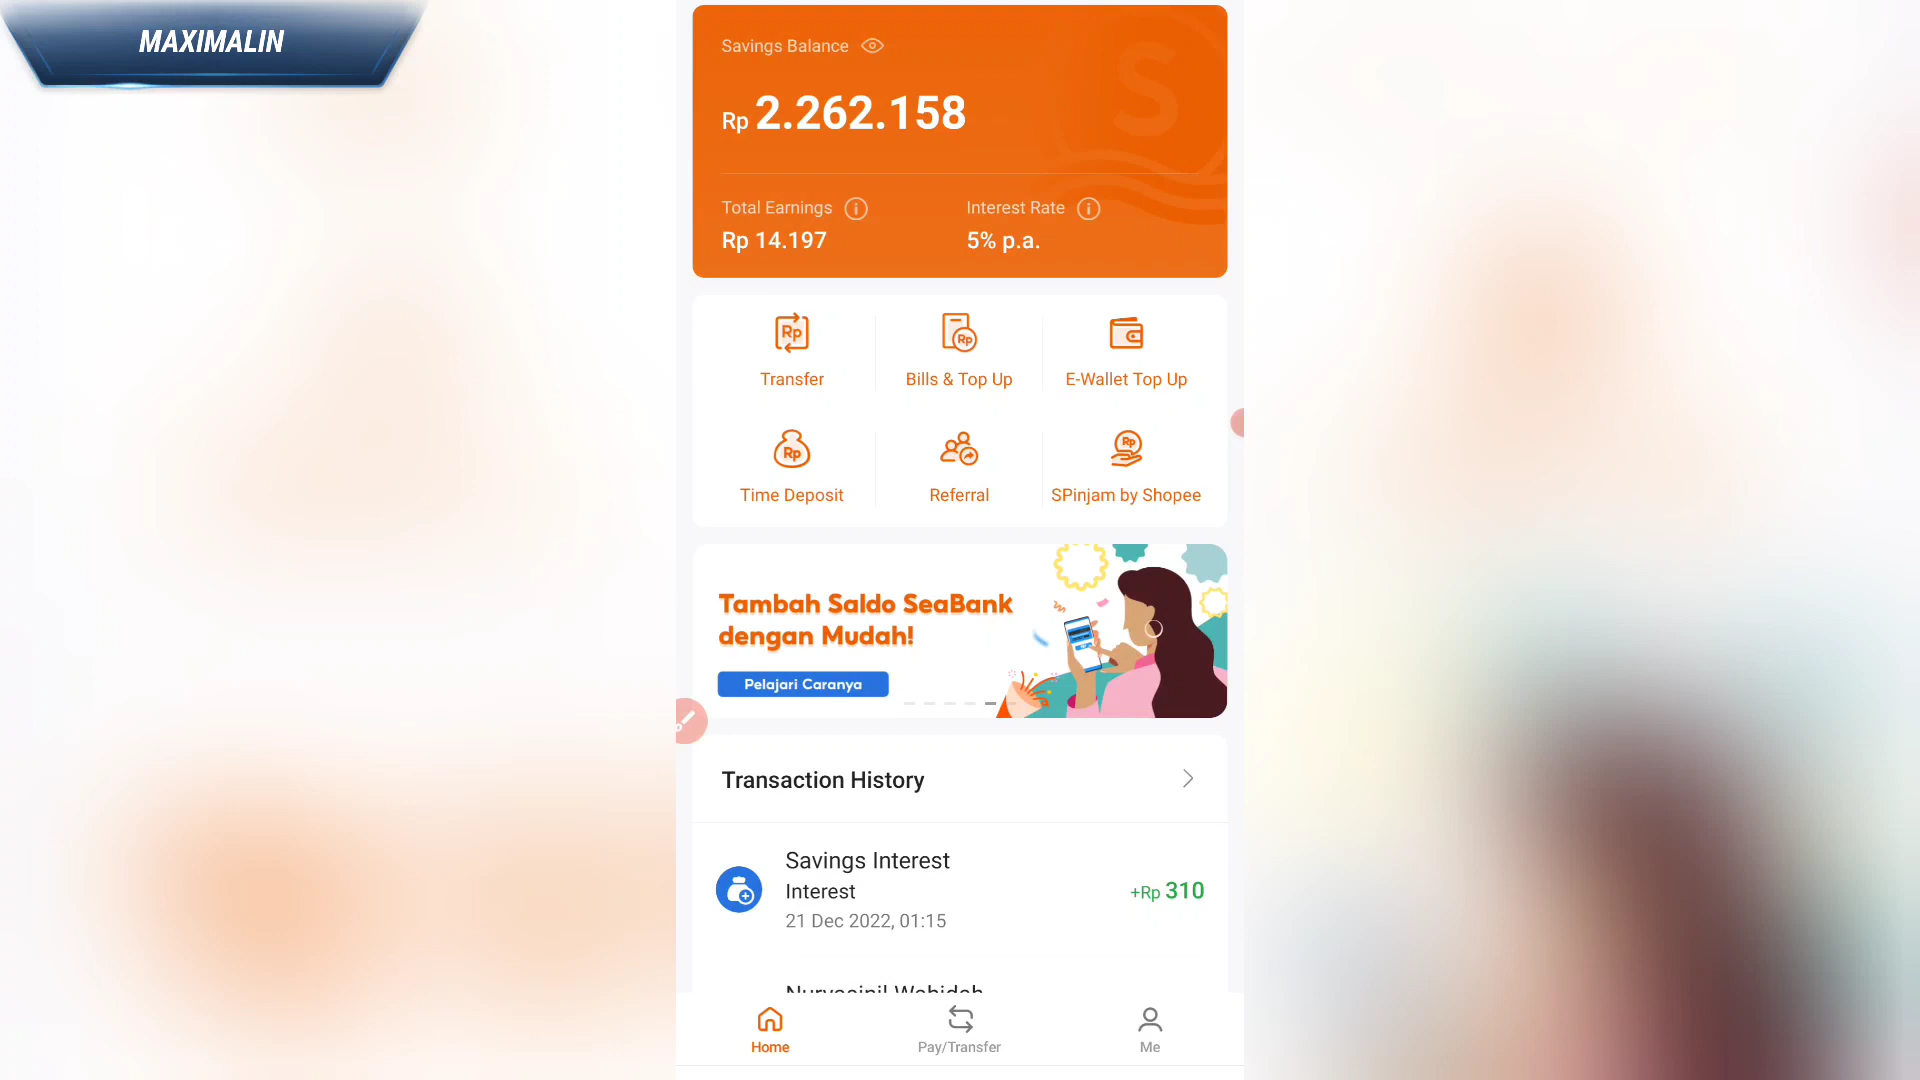 MAXIMALIN
Savings Balance
Rp 2.262.158
Total Earnings
Interest Rate
Rp 14.197
5% p.a.
Transfer
Bills & Top Up
E-Wallet Top Up
Time Deposit
Referral
SPinjam by Shopee
Tambah Saldo SeaBank
dengan Mudah!
Pelajari Caranya
Transaction History
Savings Interest
Interest
+Rp 310
21 Dec 2022, 01:15
Home
Pay/Transfer
Me